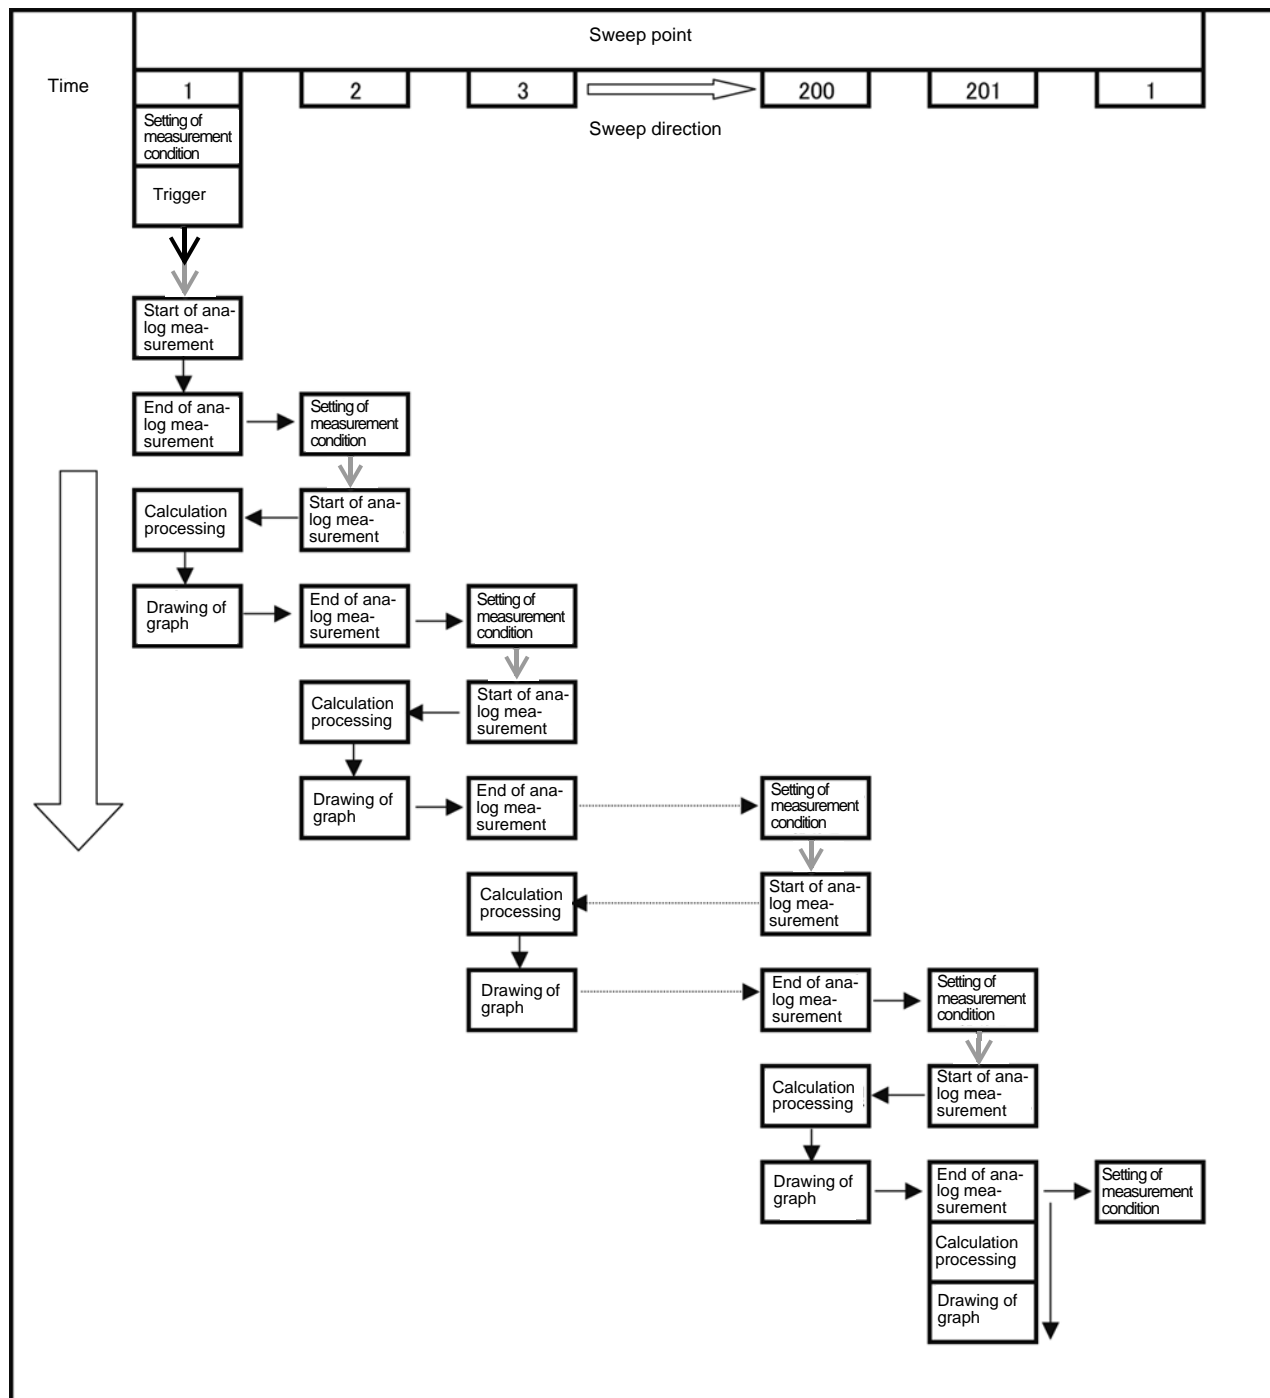 Sweep point
Time
1
2
3
200
201
1
Sweep direction
Setting of
measurement
condition
Trigger
Start of ana-
log mea-
surement
End of ana-
log mea-
surement
Setting of
measurement
condition
Calculation
processing
Start of ana-
log mea-
surement
Drawing of
graph
End of ana-
log mea-
surement
Setting of
measurement
condition
Calculation
processing
Start of ana-
log mea-
surement
Drawing of
graph
End of ana-
log mea-
surement
Setting of
measurement
condition
Calculation
processing
Start of ana-
log mea-
surement
Drawing of
graph
End of ana-
log mea-
surement
Setting of
measurement
condition
Calculation
processing
Start of ana-
log mea-
surement
Drawing of
graph
End of ana-
log mea-
surement
Setting of
measurement
condition
Calculation
processing
Drawing of
graph